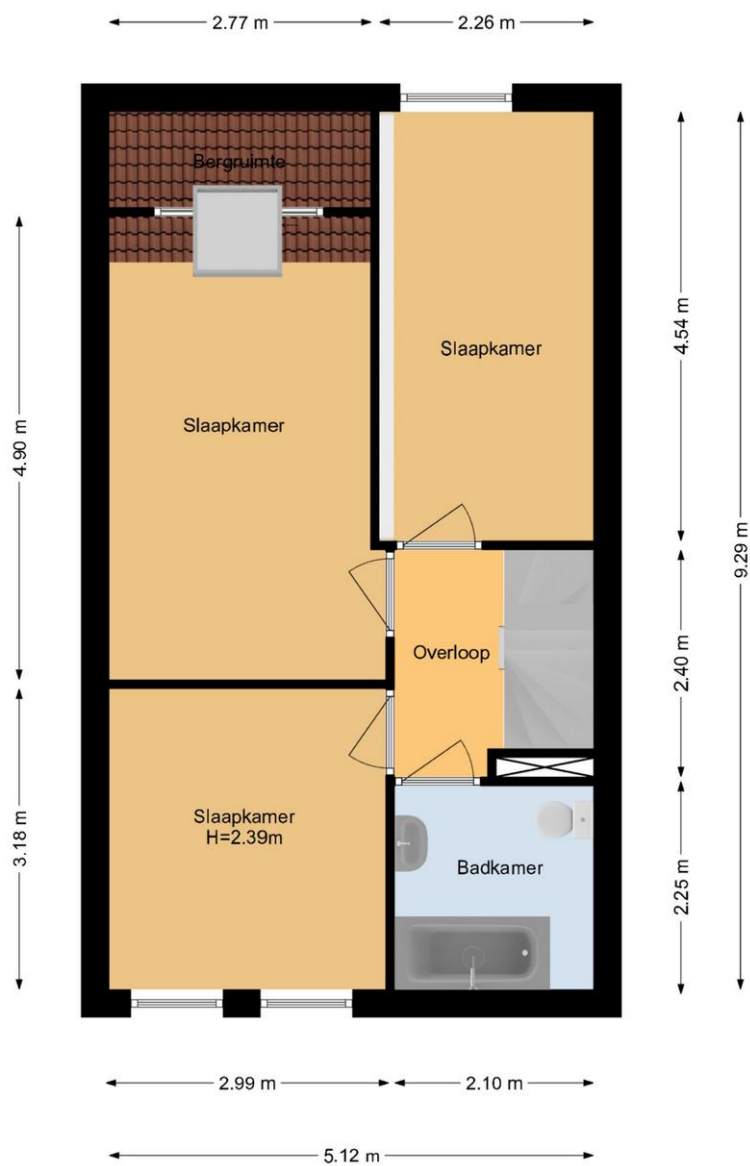 2.77 m
2.26 m
Bergruimte
4.54 m
Slaapkamer
Slaapkamer
4.90 m
9.29 m
Overloop
2.40 m
Slaapkamer
H=2.39m
3.18 m
Badkamer
2.25 m
2.99 m
2.10 m
5.12 m